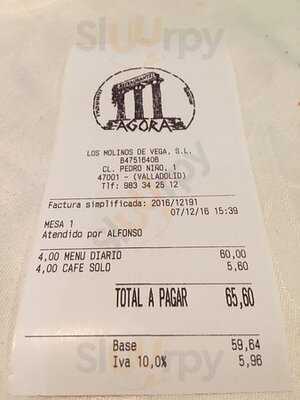 Sluurpy
AGORA
LOS MOLINOS DE VEGA, S.L.
B47516408
CL. PEDRO NIÑO, 1
47001 - (VALLADOLID)
Tlf: 983 34 25 12
Factura simplificada: 2016/12191
07/12/16 15:39
MESA 1
Atendido por ALFONSO
4,00 MENU DIARIO 60,00
4,00 CAFE SOLO 5,60
TOTAL A PAGAR 65,60
Base 59,64
Iva 10,0% 5,96
Sluurpy